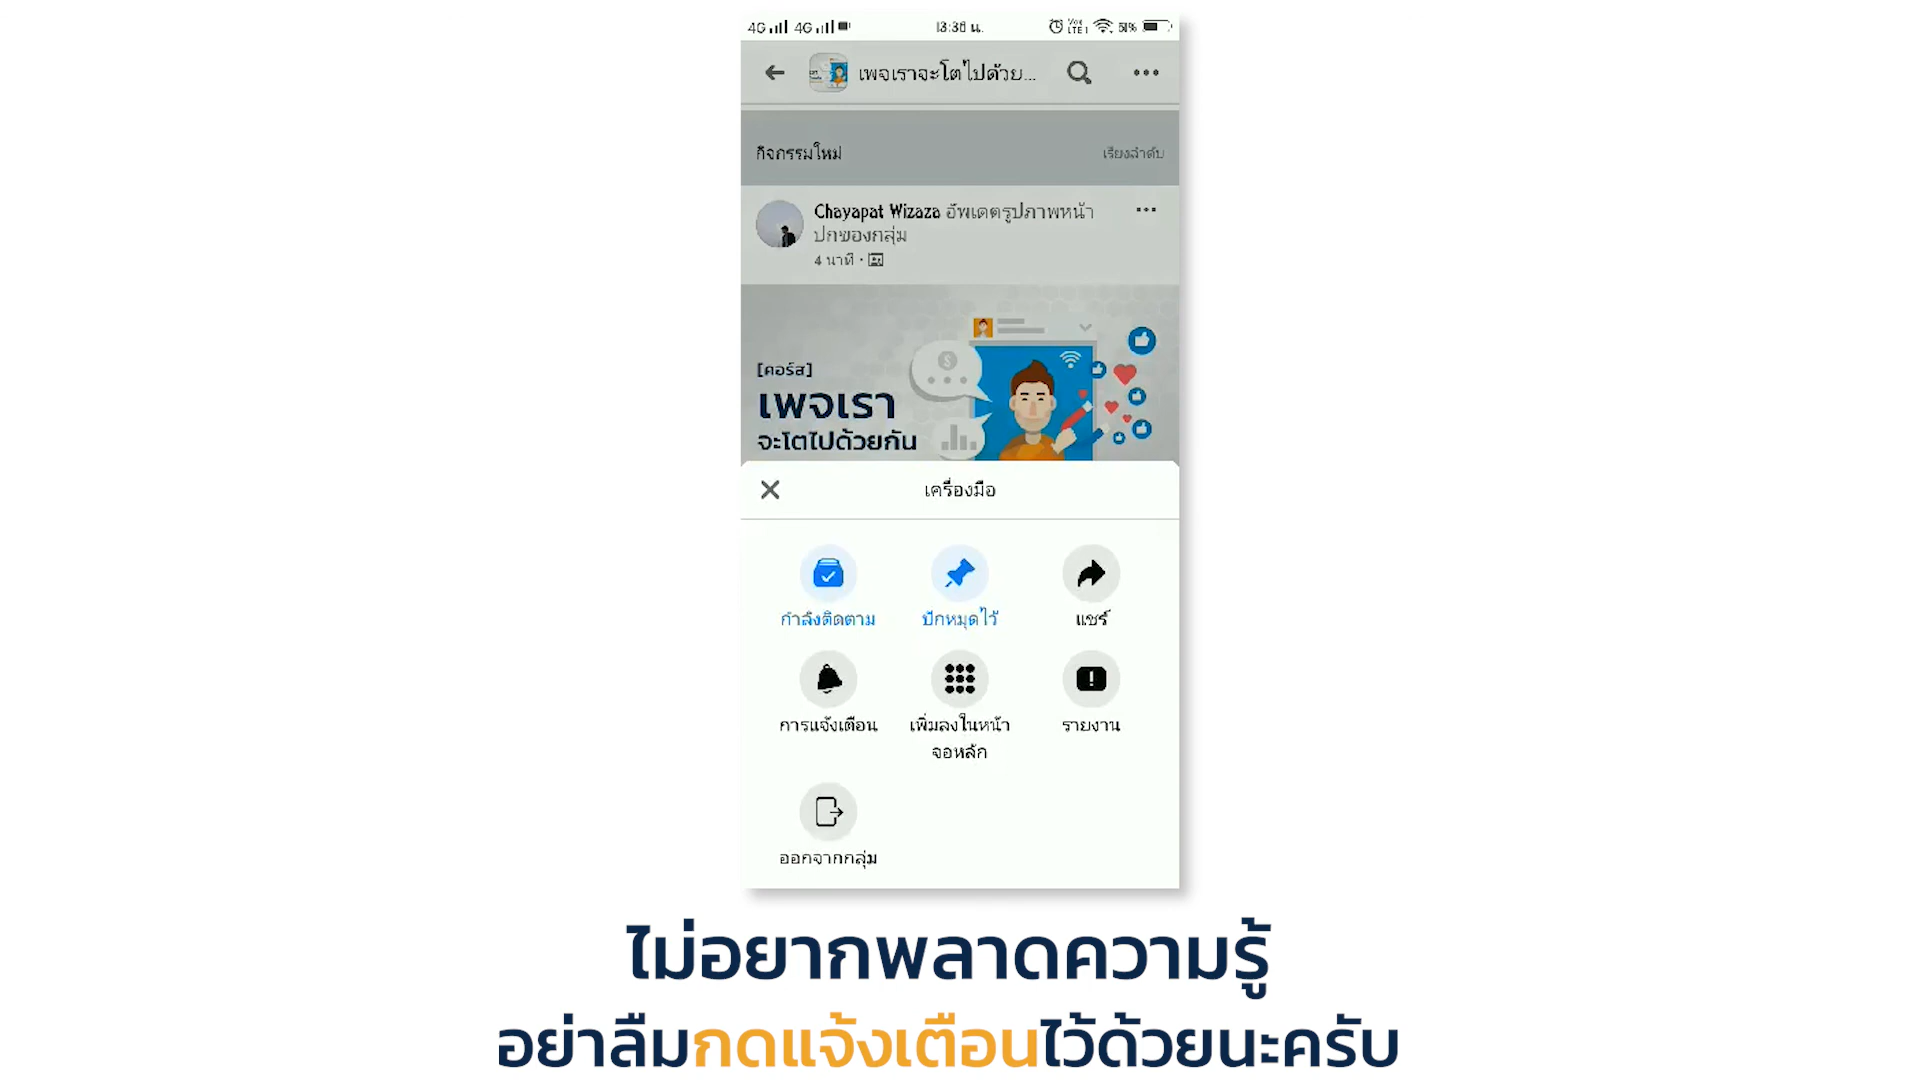 4G 4G 13:38 น. 51%
เพจเราจะโตไปด้วย...
กิจกรรมใหม่ เรียงลำดับ
Chayapat Wizaza อัพเดตรูปภาพหน้า
ปกของกลุ่ม
4 นาที ·
[คอร์ส]
เพจเรา
จะโตไปด้วยกัน
เครื่องมือ
กำลังติดตาม ปักหมุดไว้ แชร์
การแจ้งเตือน เพิ่มลงในหน้า รายงาน
จอหลัก
ออกจากกลุ่ม
ไม่อยากพลาดความรู้
อย่าลืมกดแจ้งเตือนไว้ด้วยนะครับ